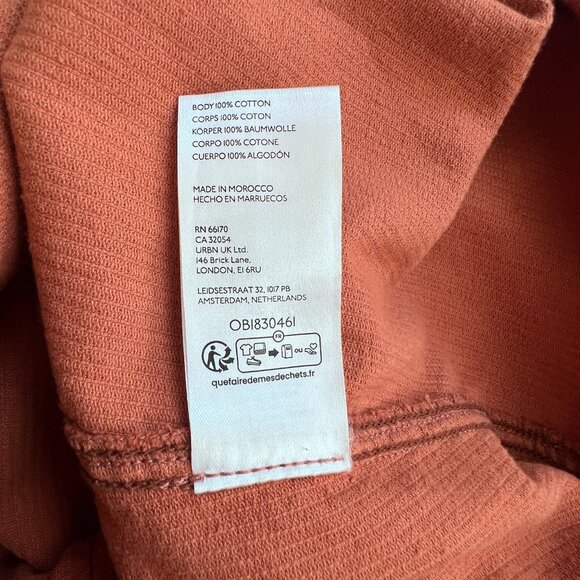 BODY 100% COTTON
CORPS 100% COTON
KÖRPER 100% BAUMWOLLE
CORPO 100% COTONE
CUERPO 100% ALGODÓN
MADE IN MOROCCO
HECHO EN MARRUECOS
RN 66170
CA 32054
URBN UK Ltd.
146 Brick Lane,
LONDON, E1 6RU
LEIDSESTRAAT 32, 1017 PB
AMSTERDAM, NETHERLANDS
OB1830461
FR
OU
quefairedemesdechets.fr